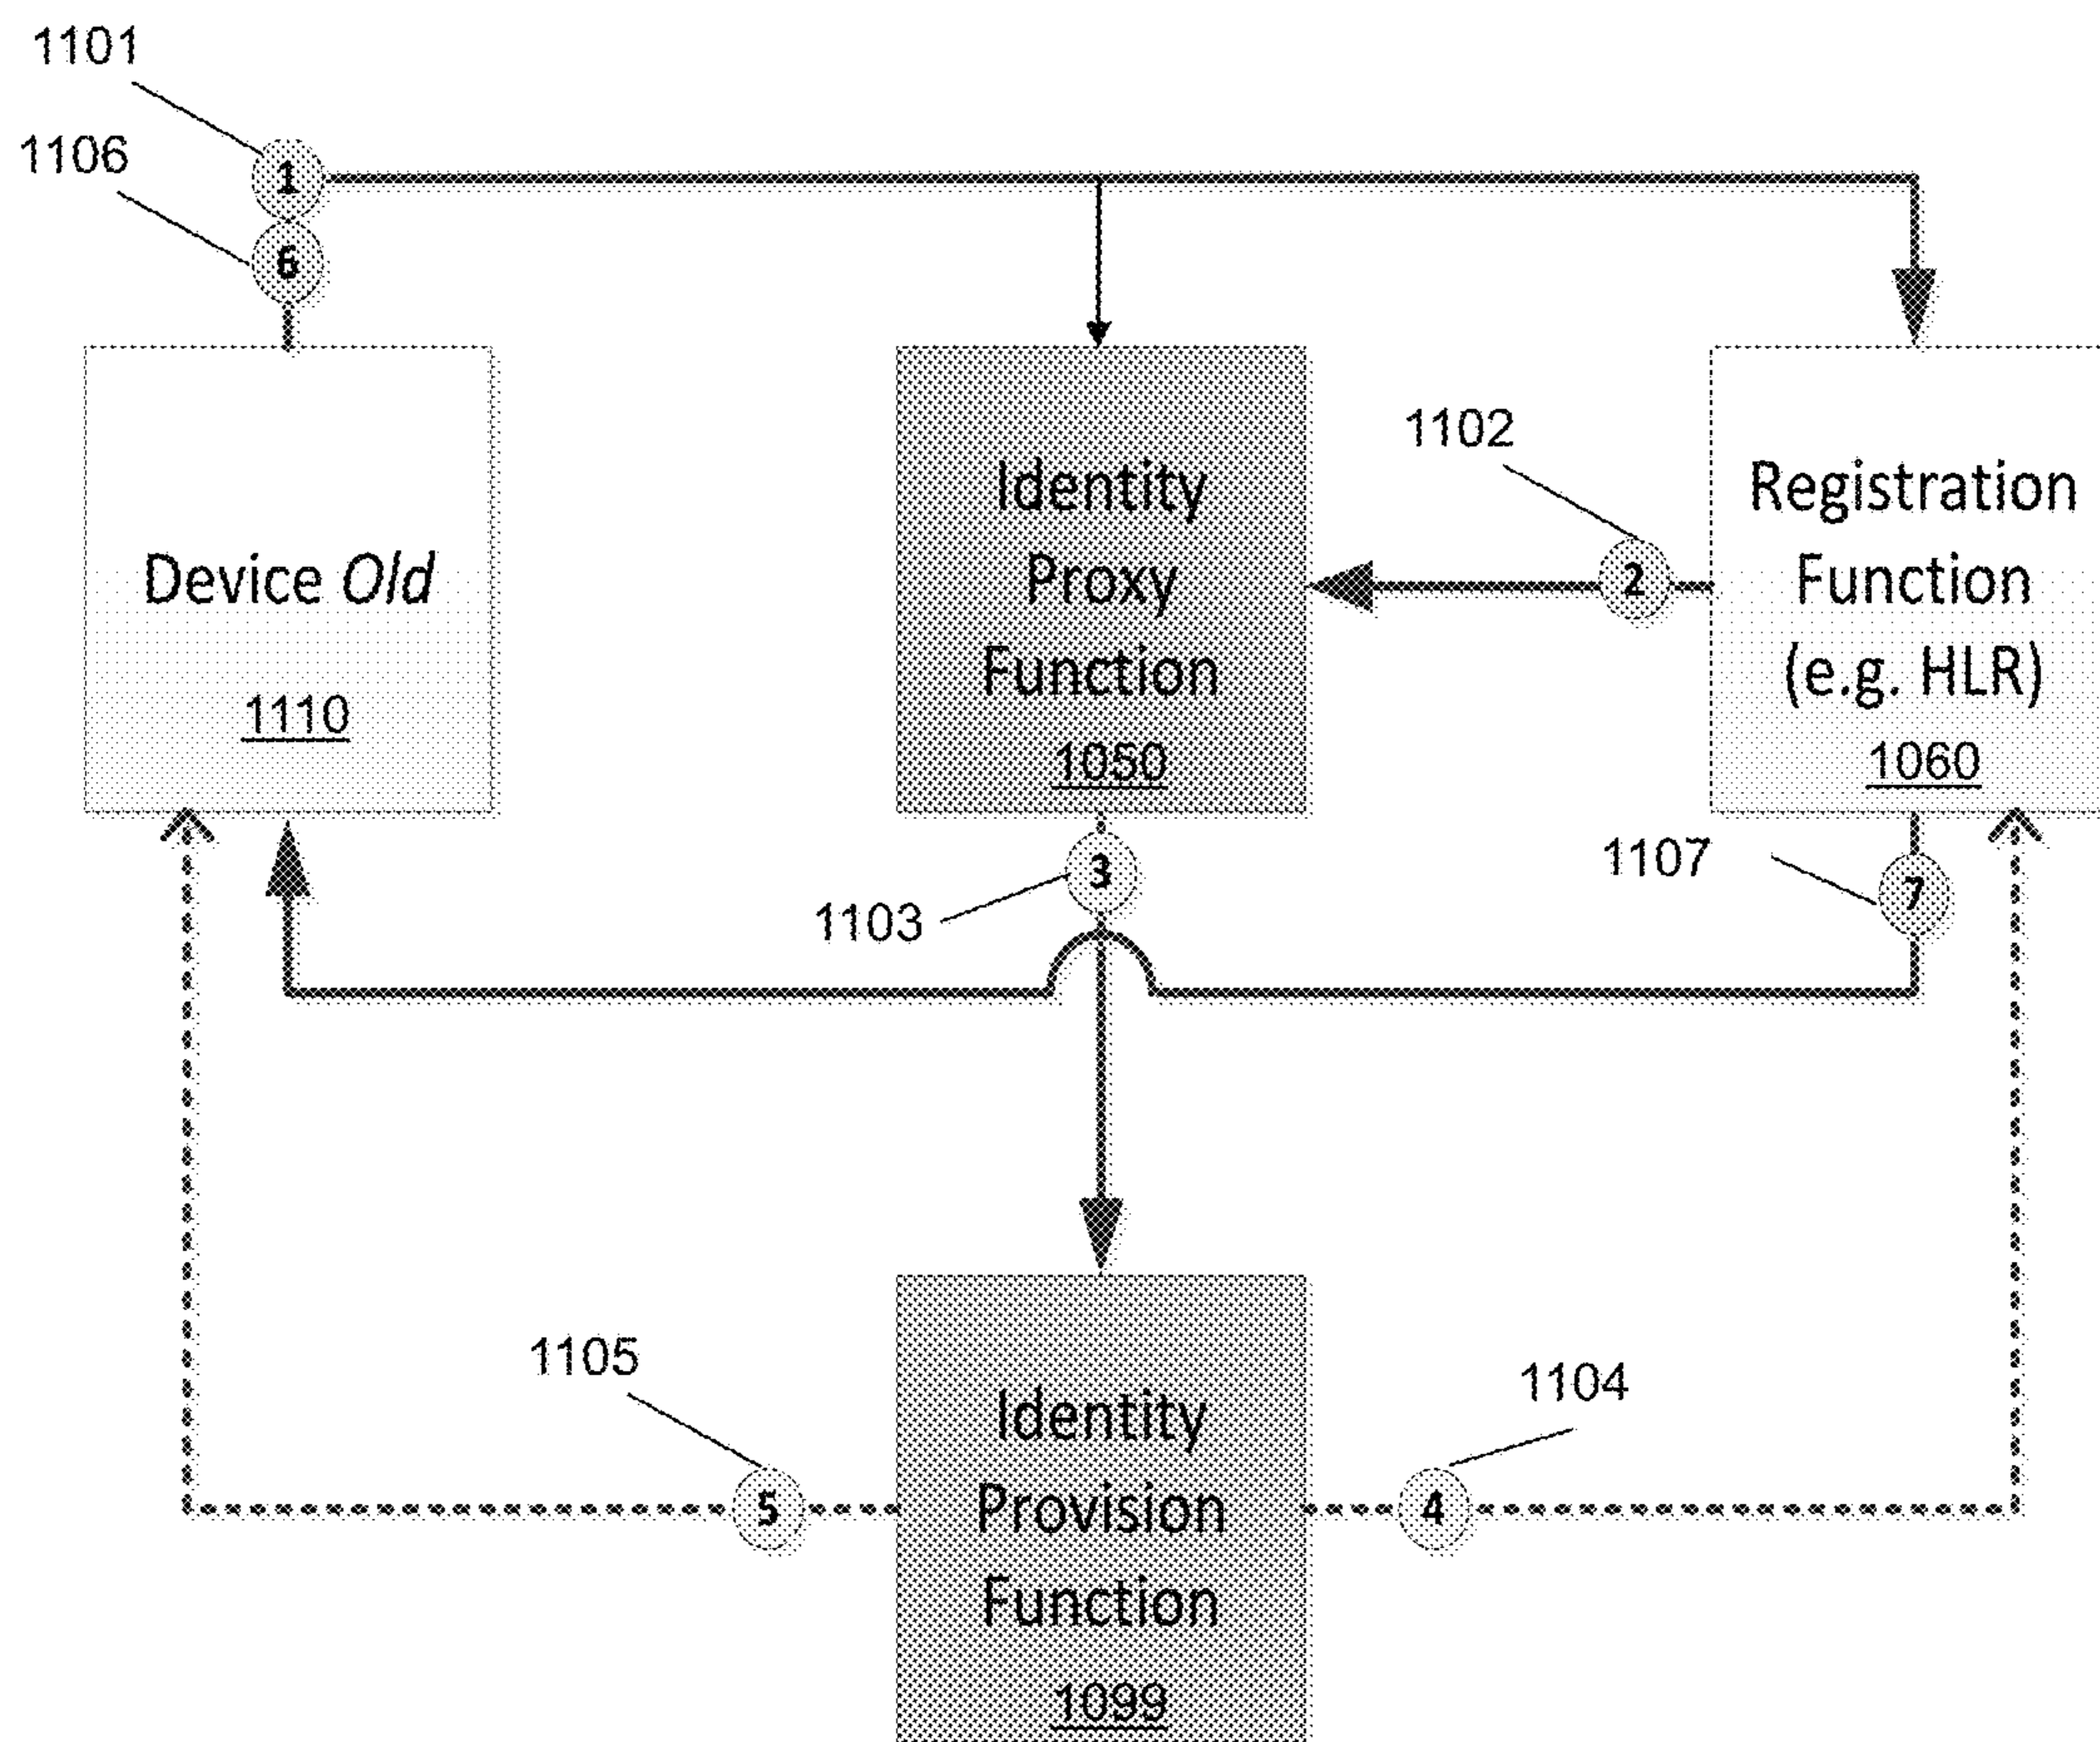 1101
1106
1
6
1102
Device Old
1110
Identity
Proxy
Function
1050
2
Registration
Function
(e.g. HLR)
1060
3
1103
1107
7
1105
1104
5
Identity
Provision
Function
1099
4